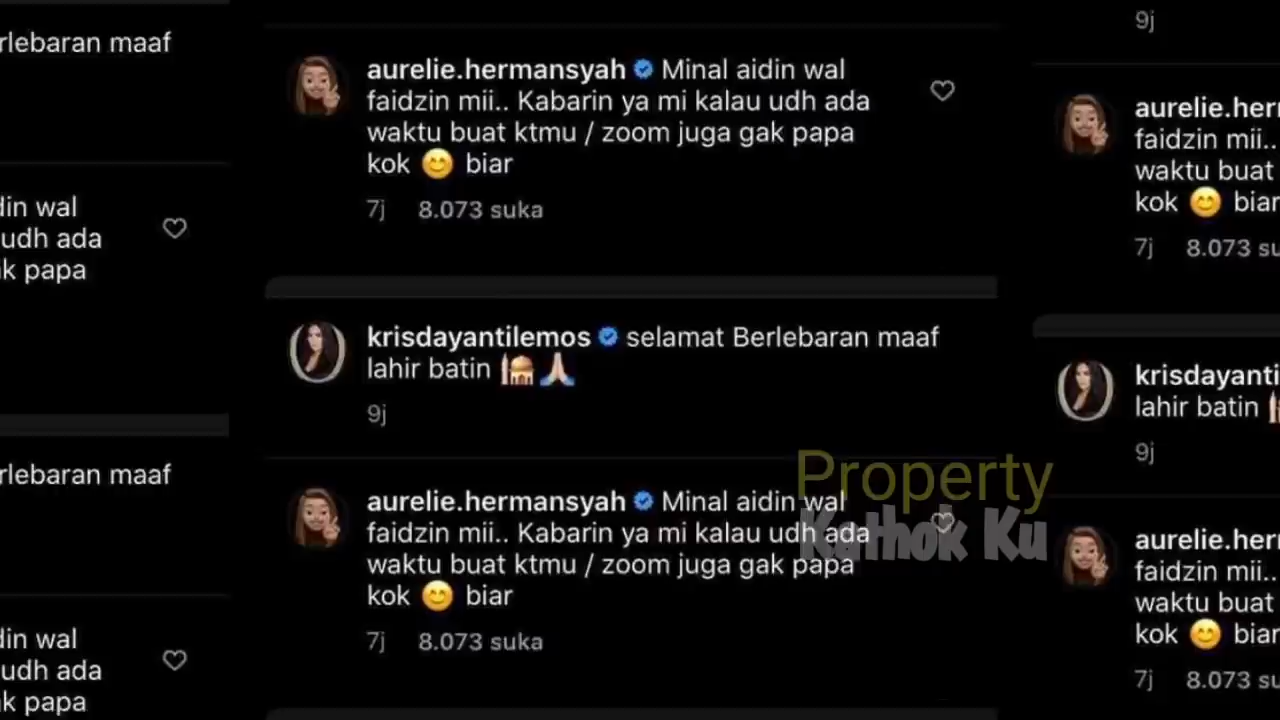 rlebaran maaf
din wal
udh ada
k papa
rlebaran maaf
din wal
udh ada
k papa
aurelie.hermansyah Minal aidin wal
faidzin mii.. Kabarin ya mi kalau udh ada
waktu buat ktmu / zoom juga gak papa
kok 😊 biar
7j 8.073 suka
krisdayantilemos selamat Berlebaran maaf
lahir batin 🕌🙏
9j
aurelie.hermansyah Minal aidin wal
faidzin mii.. Kabarin ya mi kalau udh ada
waktu buat ktmu / zoom juga gak papa
kok 😊 biar
7j 8.073 suka
Property
Kathok Ku
9j
aurelie.herm
faidzin mii..
waktu buat
kok 😊 biar
7j 8.073 su
krisdayanti
lahir batin
9j
aurelie.herm
faidzin mii..
waktu buat
kok 😊 biar
7j 8.073 su